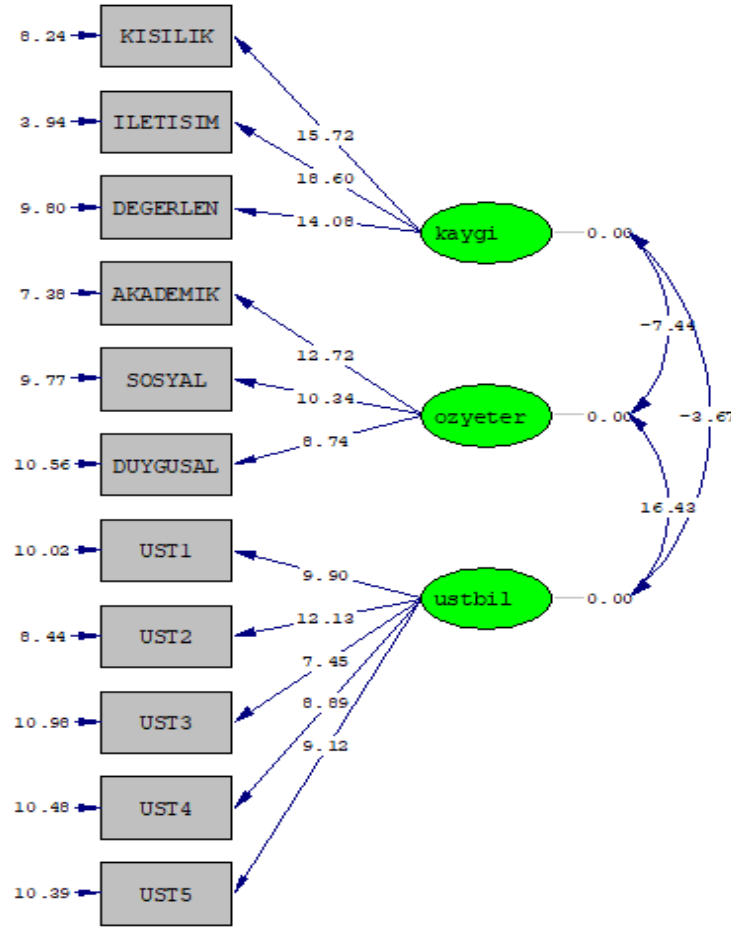 8.24
KISILIK
15.72
3.94
ILETISIM
18.60
9.80
DEGERLEN
14.08
kaygi
0.00
7.38
AKADEMIK
12.72
-7.44
9.77
SOSYAL
10.34
ozyeter
0.00
-3.67
10.56
DUYGUSAL
8.74
16.43
10.02
UST1
9.90
ustbil
0.00
8.44
UST2
12.13
10.98
UST3
7.45
8.89
10.48
UST4
9.12
10.39
UST5